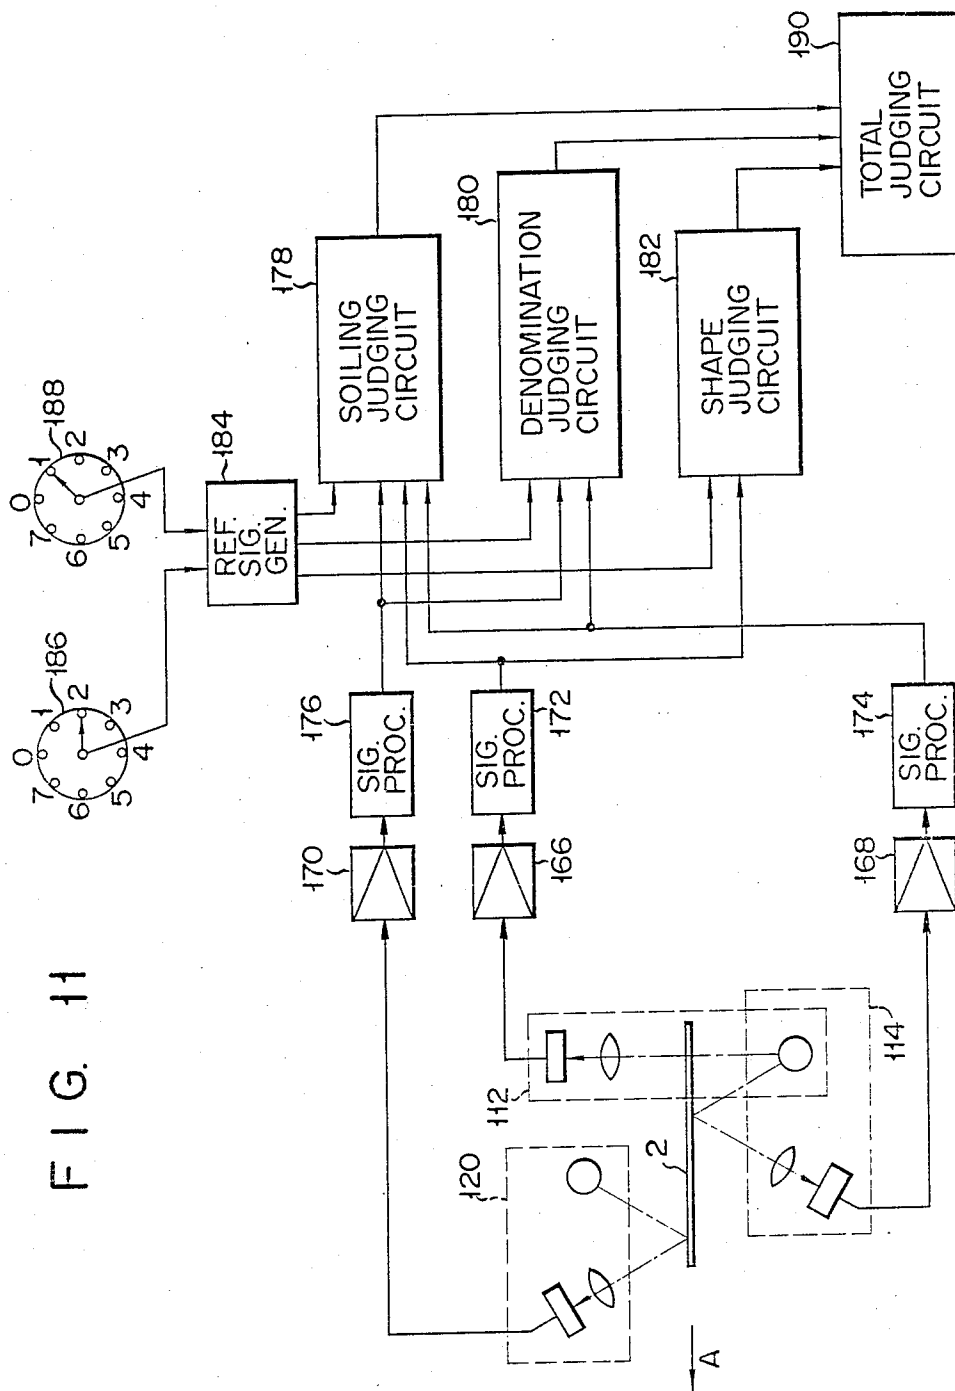 FIG. 11
0
1
2
3
4
5
6
7
186
0
1
2
3
4
5
6
7
188
REF.
SIG.
GEN.
184
170
SIG.
PROC.
176
SOILING
JUDGING
CIRCUIT
178
166
SIG.
PROC.
172
DENOMINATION
JUDGING
CIRCUIT
180
SHAPE
JUDGING
CIRCUIT
182
TOTAL
JUDGING
CIRCUIT
190
168
SIG.
PROC.
174
120
112
2
114
A